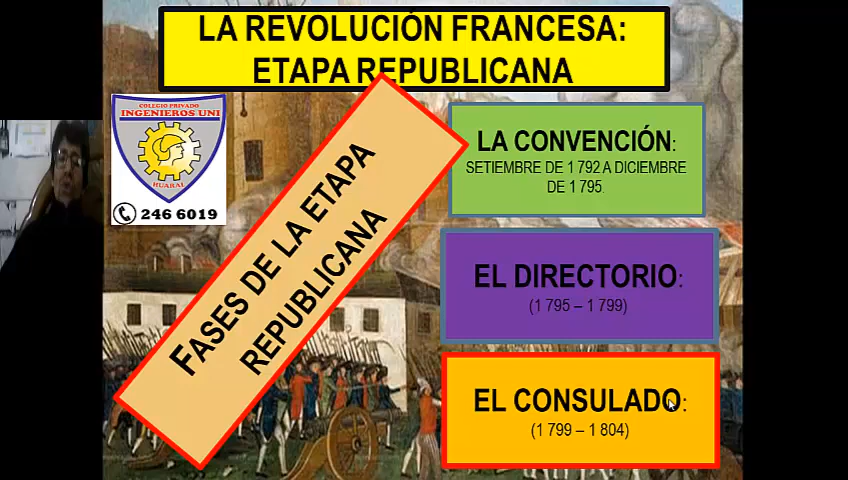 LA REVOLUCIÓN FRANCESA:
ETAPA REPUBLICANA
COLEGIO PRIVADO
INGENIEROS UNI
HUARAL
246 6019
FASES DE LA ETAPA
REPUBLICANA
LA CONVENCIÓN:
SETIEMBRE DE 1 792 A DICIEMBRE
DE 1 795.
EL DIRECTORIO:
(1 795 – 1 799)
EL CONSULADO:
(1 799 – 1 804)